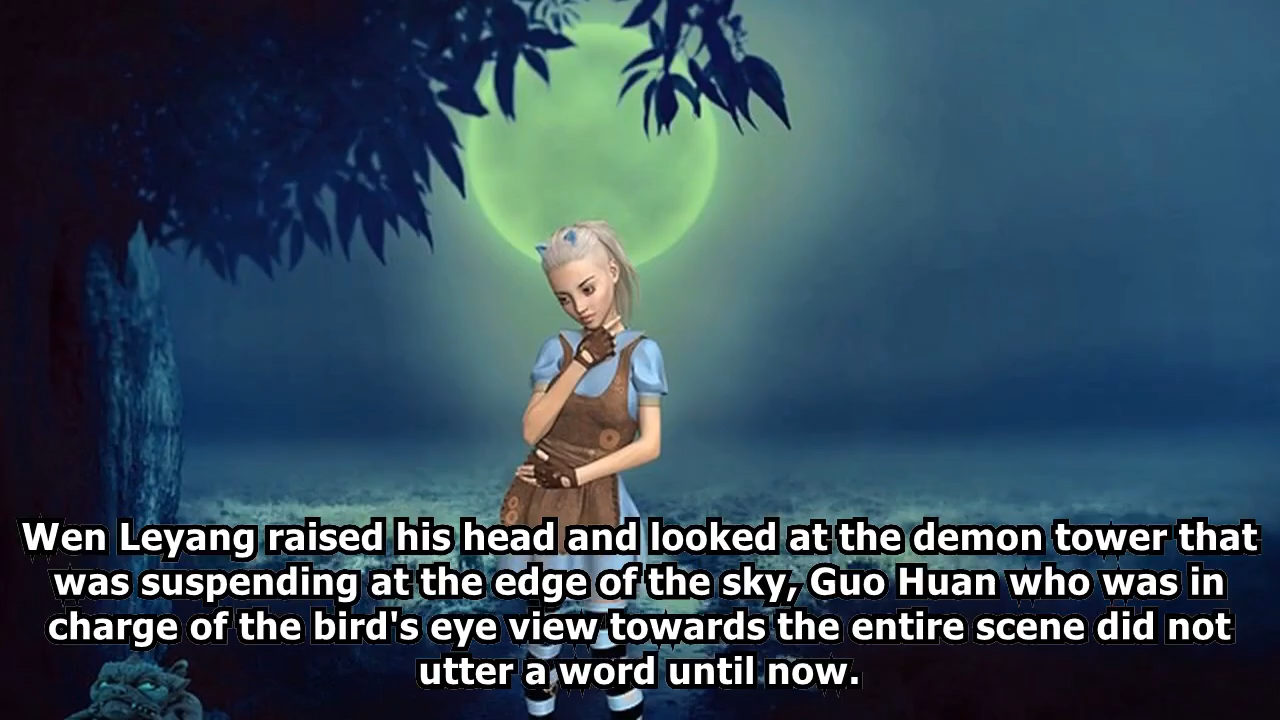 Wen Leyang raised his head and looked at the demon tower that
was suspending at the edge of the sky, Guo Huan who was in
charge of the bird's eye view towards the entire scene did not
utter a word until now.